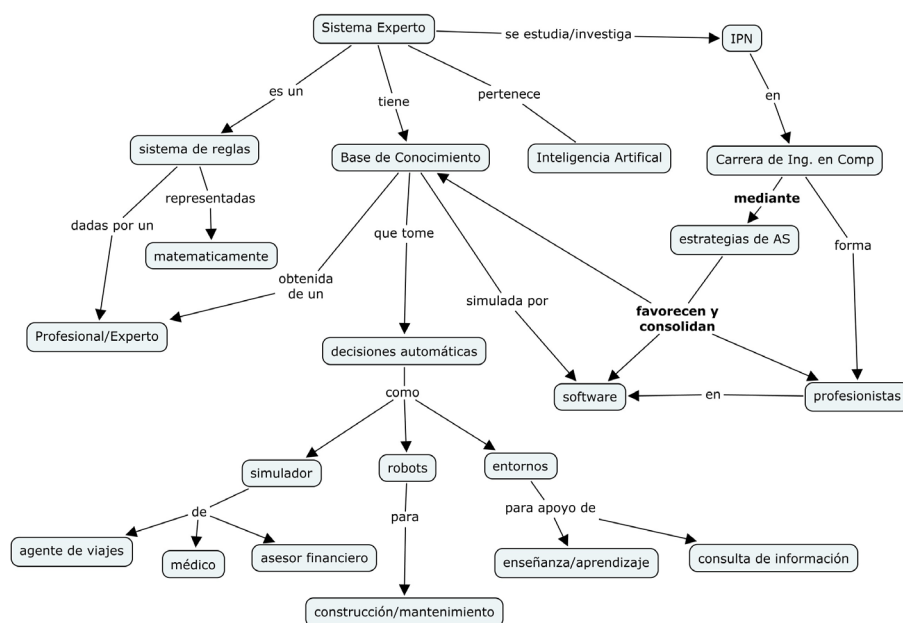 Sistema Experto
se estudia/investiga
IPN
es un
tiene
pertenece
en
sistema de reglas
Base de Conocimiento
Inteligencia Artifical
Carrera de Ing. en Comp
representadas
mediante
dadas por un
que tome
estrategias de AS
forma
matematicamente
obtenida
de un
simulada por
favorecen y
consolidan
Profesional/Experto
decisiones automáticas
como
software
en
profesionistas
simulador
robots
entornos
de
para
para apoyo de
agente de viajes
médico
asesor financiero
enseñanza/aprendizaje
consulta de información
construcción/mantenimiento